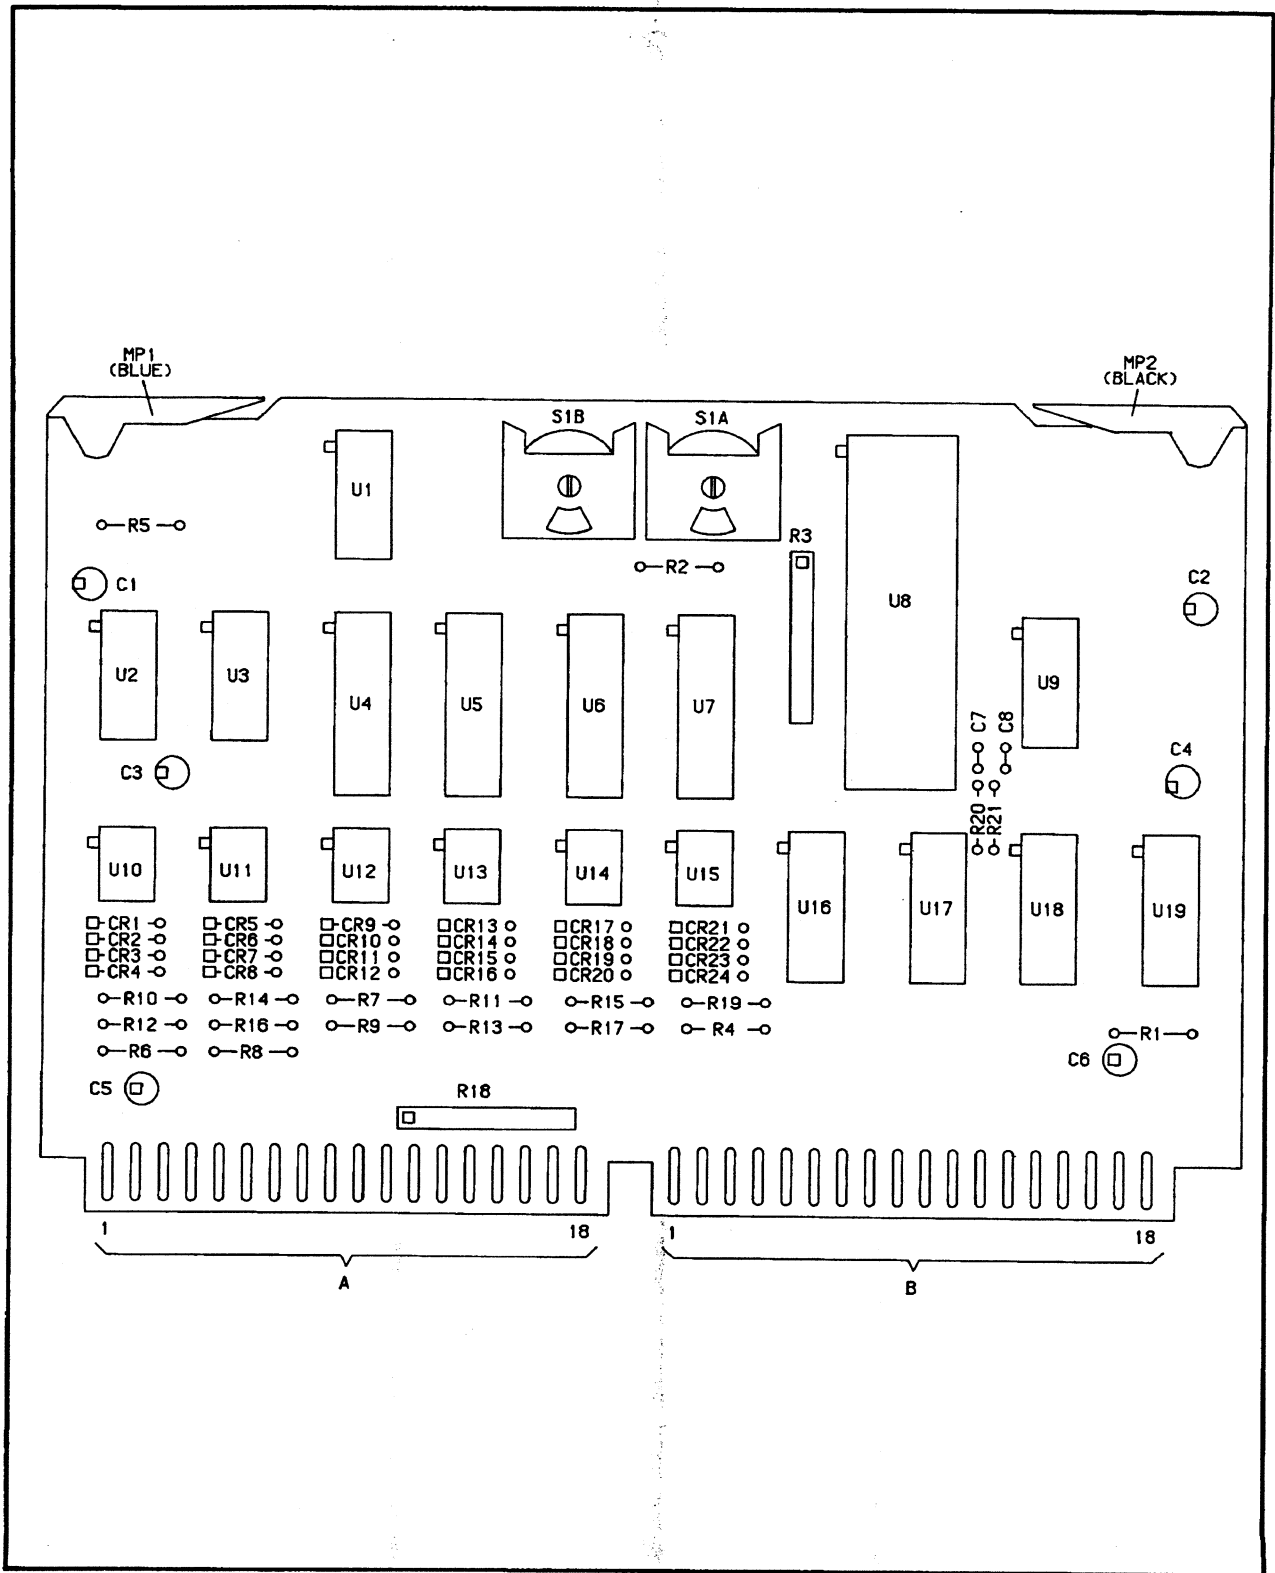 MP1
(BLUE)
MP2
(BLACK)
S1B
S1A
U1
R5
R3
R2
C1
C2
U8
U2
U3
U4
U5
U6
U7
U9
C7
C8
C3
C4
R20
R21
U10
U11
U12
U13
U14
U15
U16
U17
U18
U19
CR1 CR5 CR9 CR13 CR17 CR21
CR2 CR6 CR10 CR14 CR18 CR22
CR3 CR7 CR11 CR15 CR19 CR23
CR4 CR8 CR12 CR16 CR20 CR24
R10 R14 R7 R11 R15 R19
R12 R16 R9 R13 R17 R4
R6 R8
R1
C6
C5
R18
1 18 1 18
A B